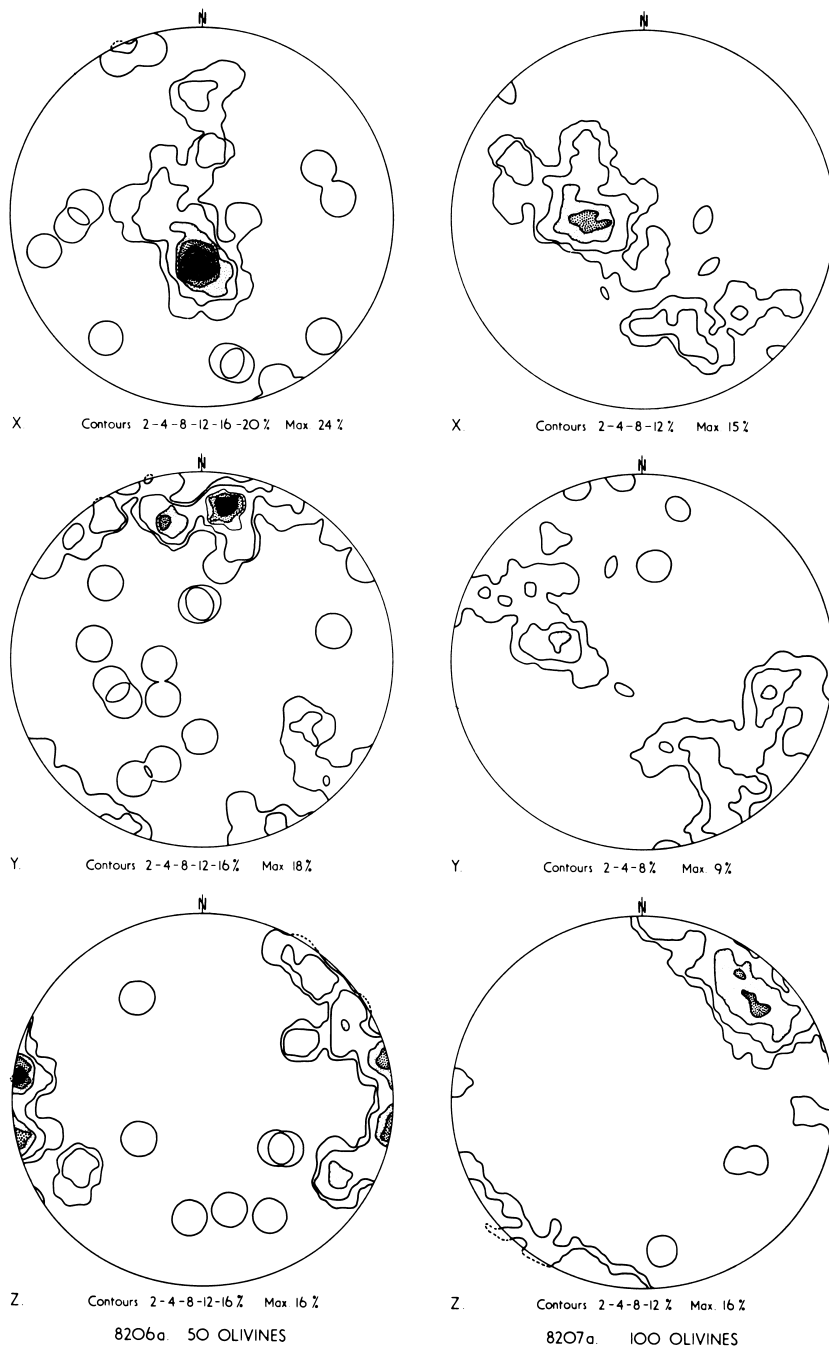 N N
X Contours 2-4-8-12-16-20% Max 24%
X. Contours 2-4-8-12% Max 15%
N N
Y. Contours 2-4-8-12-16% Max 18%
Y. Contours 2-4-8% Max. 9%
N N
Z. Contours 2-4-8-12-16% Max 16%
Z. Contours 2-4-8-12% Max. 16%
8206a. 50 OLIVINES
8207a. 100 OLIVINES